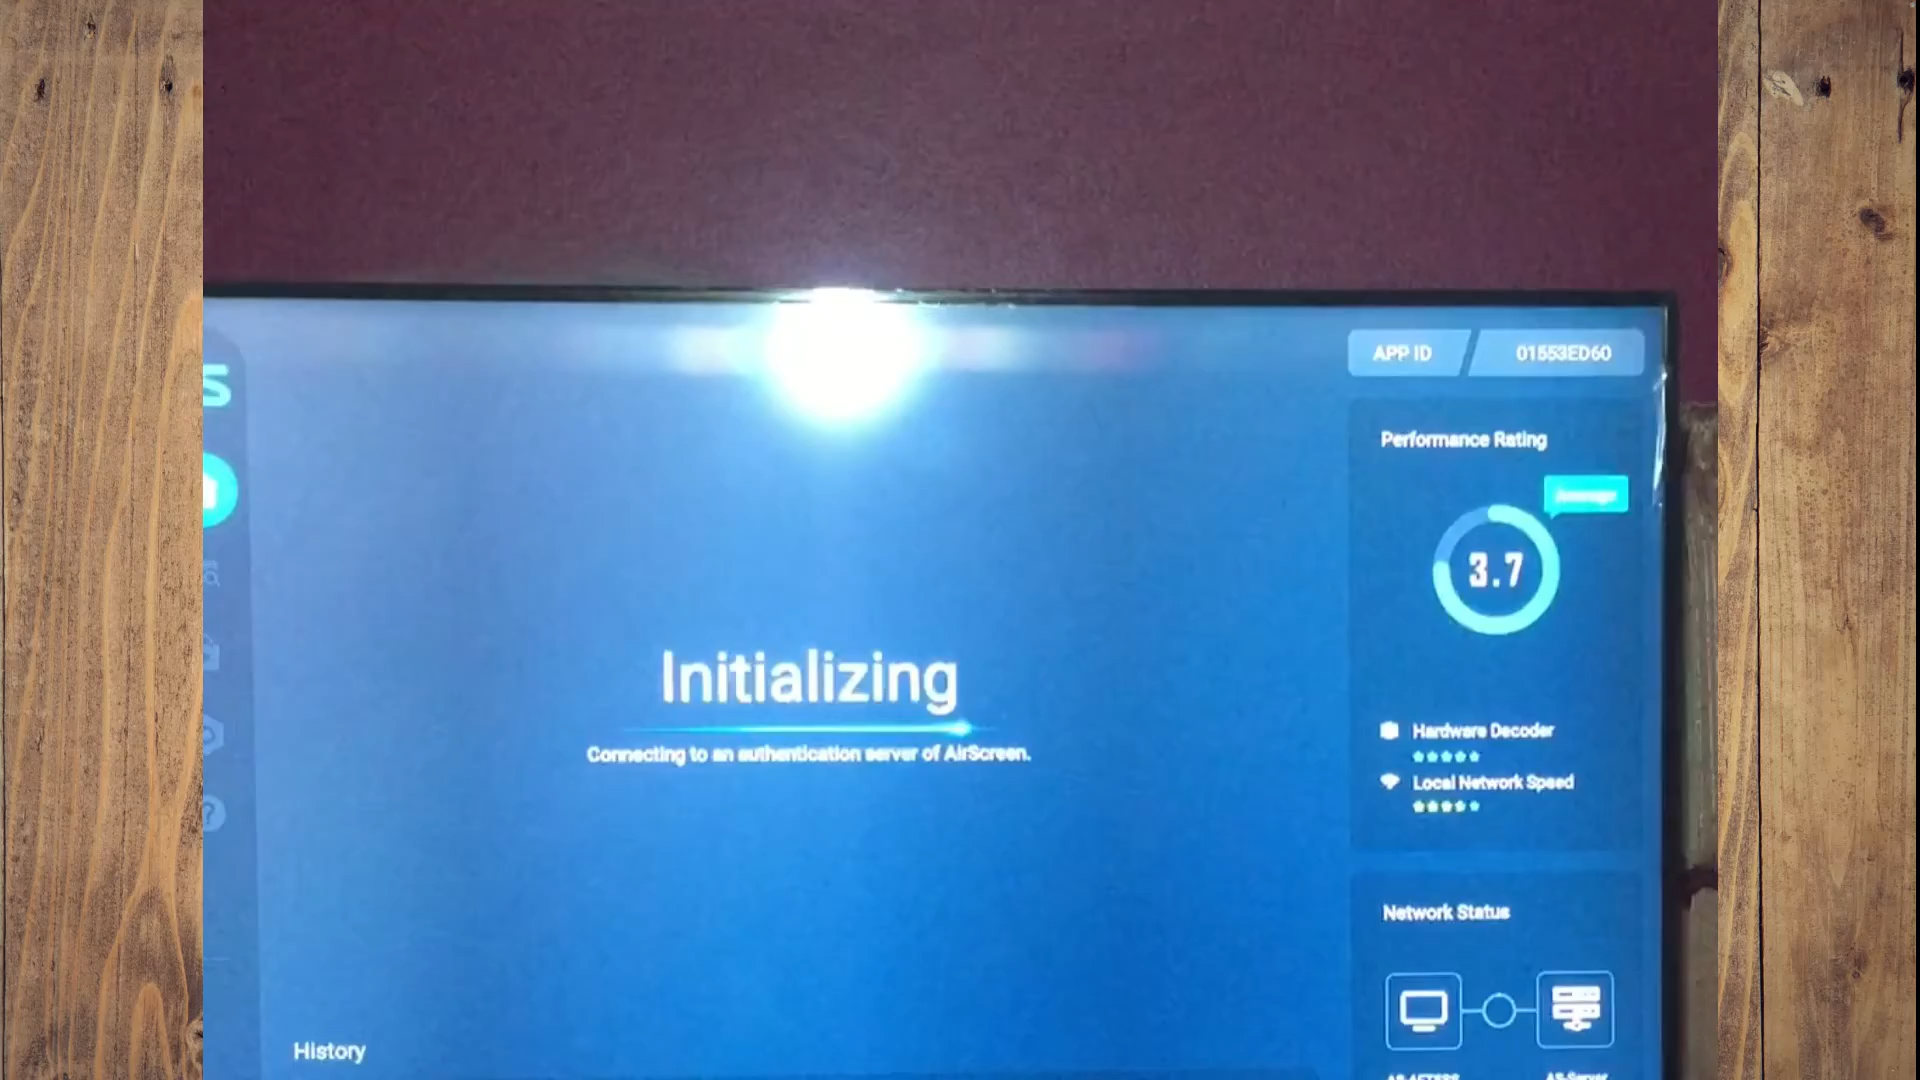 APP ID 01553ED60
Performance Rating
Average
3.7
Initializing
Connecting to an authentication server of AirScreen.
Hardware Decoder
Local Network Speed
Network Status
History